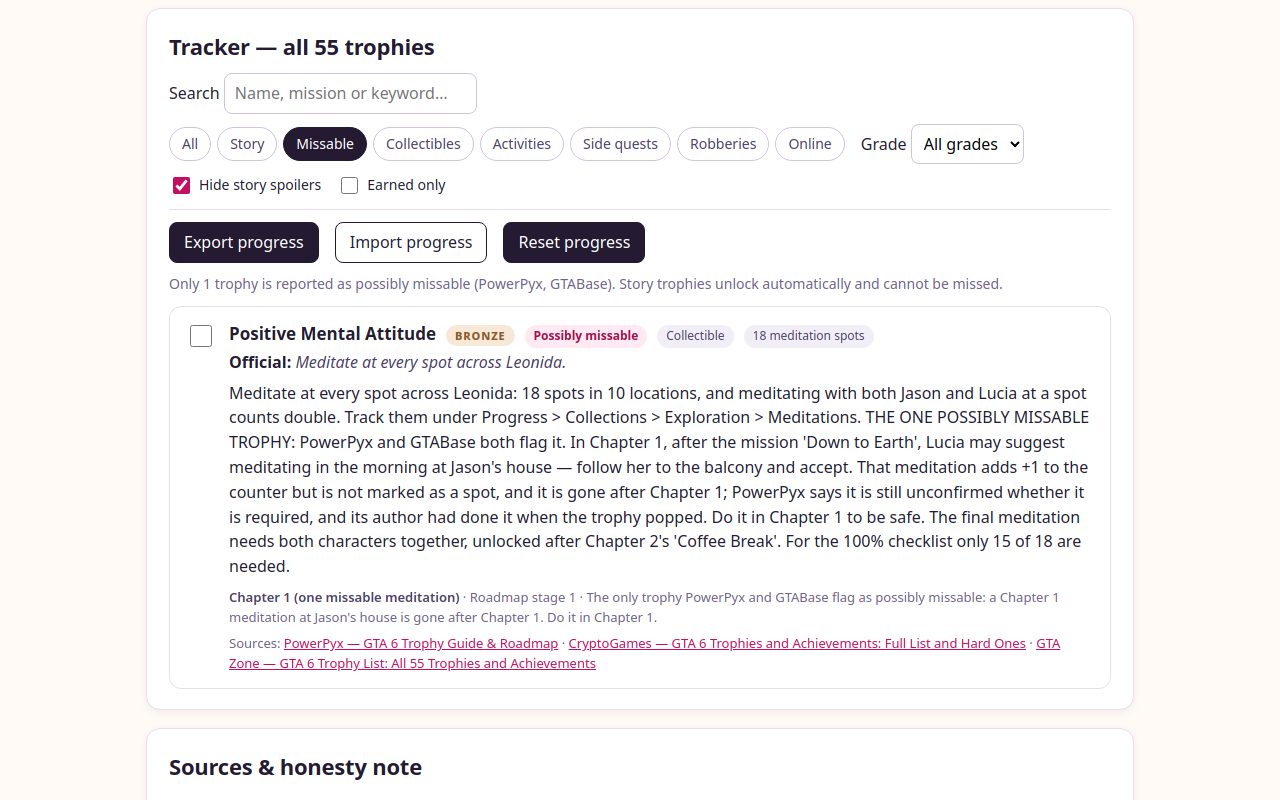 Tracker — all 55 trophies
Search Name, mission or keyword...
All Story Missable Collectibles Activities Side quests Robberies Online Grade All grades
Hide story spoilers Earned only
Export progress Import progress Reset progress
Only 1 trophy is reported as possibly missable (PowerPyx, GTABase). Story trophies unlock automatically and cannot be missed.
Positive Mental Attitude BRONZE Possibly missable Collectible 18 meditation spots
Official: Meditate at every spot across Leonida.
Meditate at every spot across Leonida: 18 spots in 10 locations, and meditating with both Jason and Lucia at a spot
counts double. Track them under Progress > Collections > Exploration > Meditations. THE ONE POSSIBLY MISSABLE
TROPHY: PowerPyx and GTABase both flag it. In Chapter 1, after the mission 'Down to Earth', Lucia may suggest
meditating in the morning at Jason's house — follow her to the balcony and accept. That meditation adds +1 to the
counter but is not marked as a spot, and it is gone after Chapter 1; PowerPyx says it is still unconfirmed whether it
is required, and its author had done it when the trophy popped. Do it in Chapter 1 to be safe. The final meditation
needs both characters together, unlocked after Chapter 2's 'Coffee Break'. For the 100% checklist only 15 of 18 are
needed.
Chapter 1 (one missable meditation) · Roadmap stage 1 · The only trophy PowerPyx and GTABase flag as possibly missable: a Chapter 1
meditation at Jason's house is gone after Chapter 1. Do it in Chapter 1.
Sources: PowerPyx — GTA 6 Trophy Guide & Roadmap · CryptoGames — GTA 6 Trophies and Achievements: Full List and Hard Ones · GTA
Zone — GTA 6 Trophy List: All 55 Trophies and Achievements
Sources & honesty note